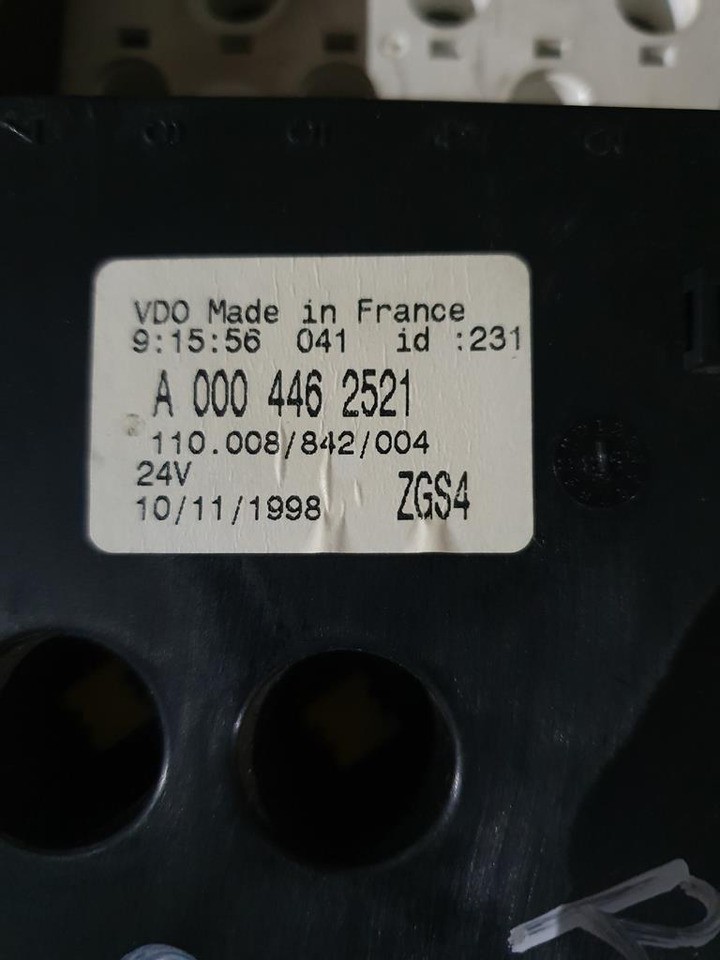 VDO Made in France
9:15:56 041 id :231
A 000 446 2521
110.008/842/004
24V
10/11/1998 ZGS4